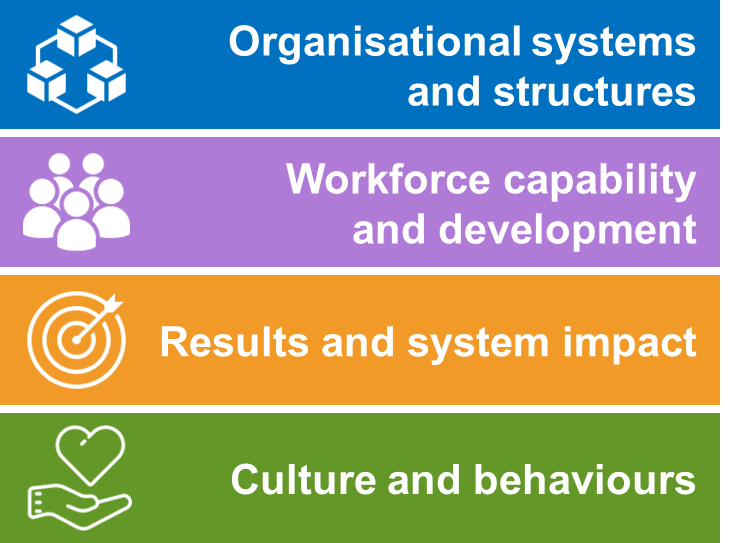 Organisational systems
and structures
Workforce capability
and development
Results and system impact
Culture and behaviours